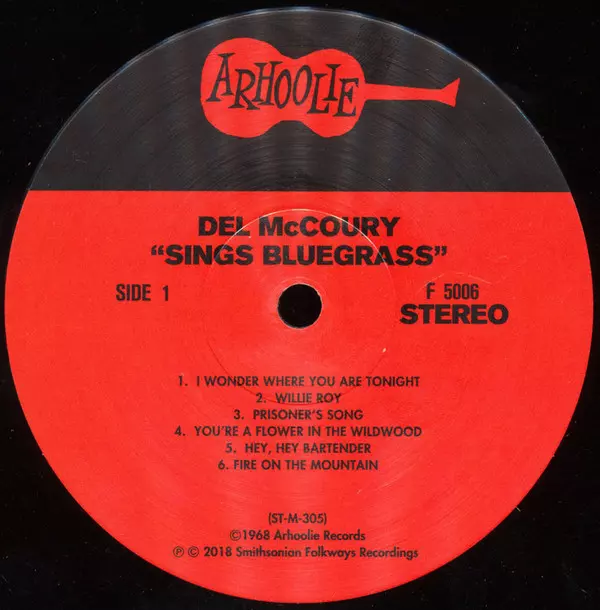 ARHOOLIE
DEL McCOURY
"SINGS BLUEGRASS"
SIDE 1
F 5006
STEREO
1. I WONDER WHERE YOU ARE TONIGHT
2. WILLIE ROY
3. PRISONER'S SONG
4. YOU'RE A FLOWER IN THE WILDWOOD
5. HEY, HEY BARTENDER
6. FIRE ON THE MOUNTAIN
(ST-M-305)
©1968 Arhoolie Records
℗ © 2018 Smithsonian Folkways Recordings